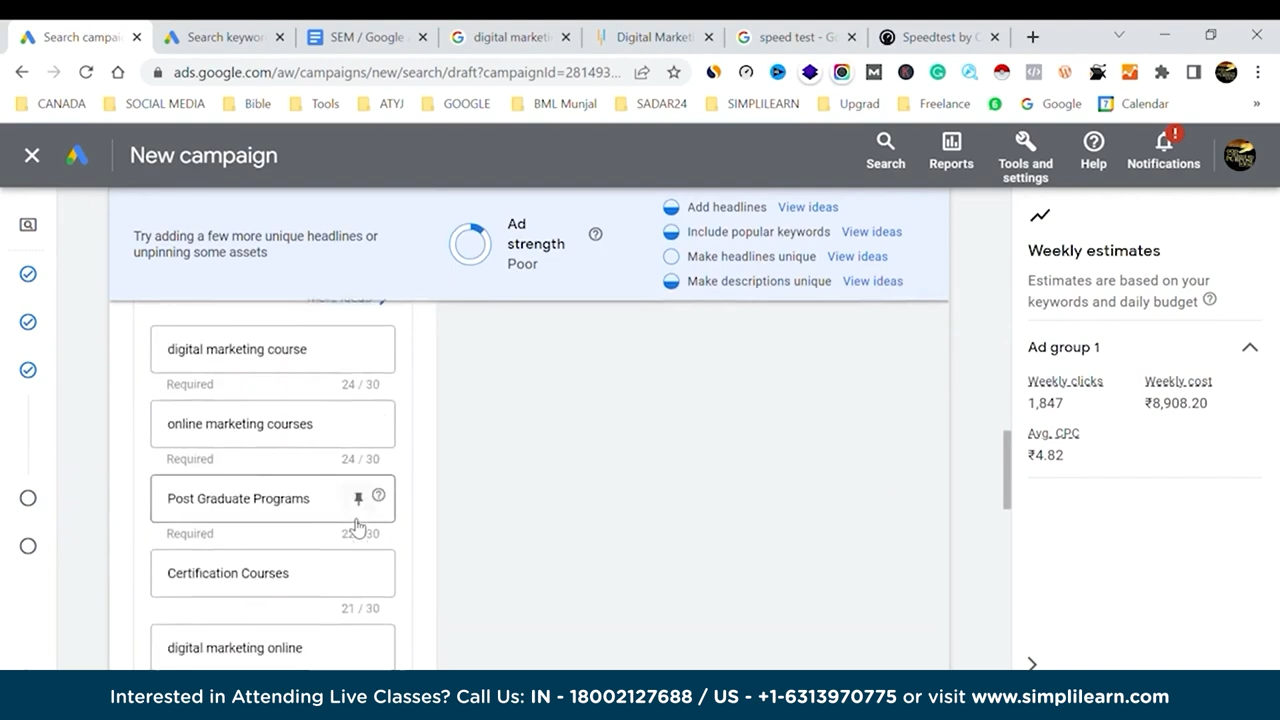 Search campai
Search keywor
SEM / Google
digital marketi
Digital Marketi
speed test - Go
Speedtest by O
ads.google.com/aw/campaigns/new/search/draft?campaignId=281493...
CANADA
SOCIAL MEDIA
Bible
Tools
ATYJ
GOOGLE
BML Munjal
SADAR24
SIMPLILEARN
Upgrad
Freelance
Google
Calendar
»
New campaign
Search
Reports
Tools and
settings
Help
Notifications
Try adding a few more unique headlines or
unpinning some assets
Ad
strength
Poor
Add headlines View ideas
Include popular keywords View ideas
Make headlines unique View ideas
Make descriptions unique View ideas
digital marketing course
Required 24 / 30
online marketing courses
Required 24 / 30
Post Graduate Programs
Required
Certification Courses
21 / 30
digital marketing online
Weekly estimates
Estimates are based on your
keywords and daily budget
Ad group 1
Weekly clicks Weekly cost
1,847 ₹8,908.20
Avg. CPC
₹4.82
Interested in Attending Live Classes? Call Us: IN - 18002127688 / US - +1-6313970775 or visit www.simplilearn.com